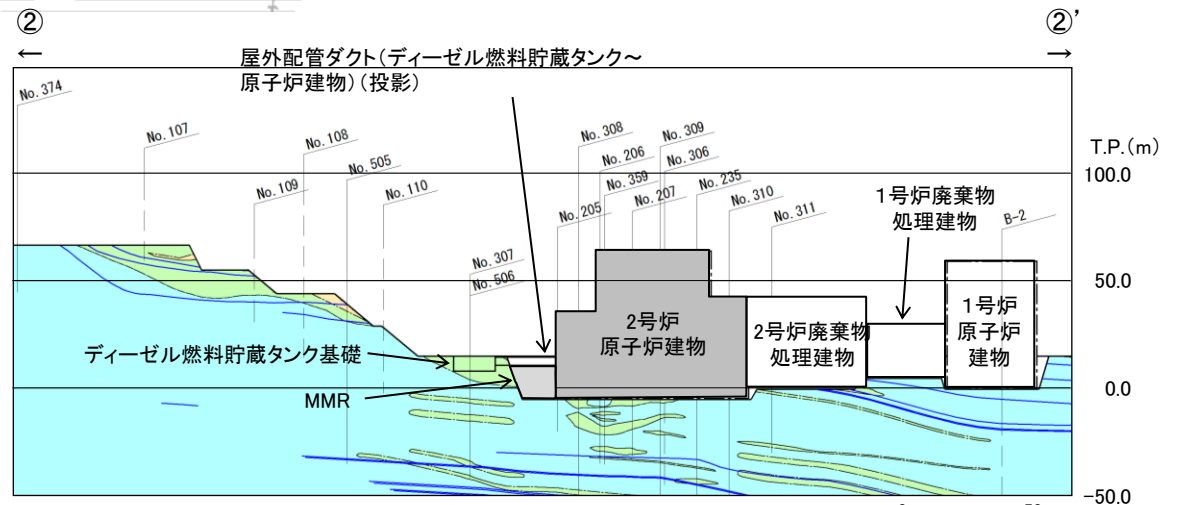 ②
②’
←
→
屋外配管ダクト(ディーゼル燃料貯蔵タンク～
原子炉建物)(投影)
No. 374
No. 107
No. 108
No. 109
No. 505
No. 110
No. 307
No. 506
No. 308
No. 206
No. 359
No. 205
No. 207
No. 309
No. 306
No. 235
No. 310
No. 311
B-2
T.P.(m)
100.0
50.0
0.0
-50.0
1号炉廃棄物
処理建物
2号炉
原子炉建物
2号炉廃棄物
処理建物
1号炉
原子炉
建物
ディーゼル燃料貯蔵タンク基礎
MMR